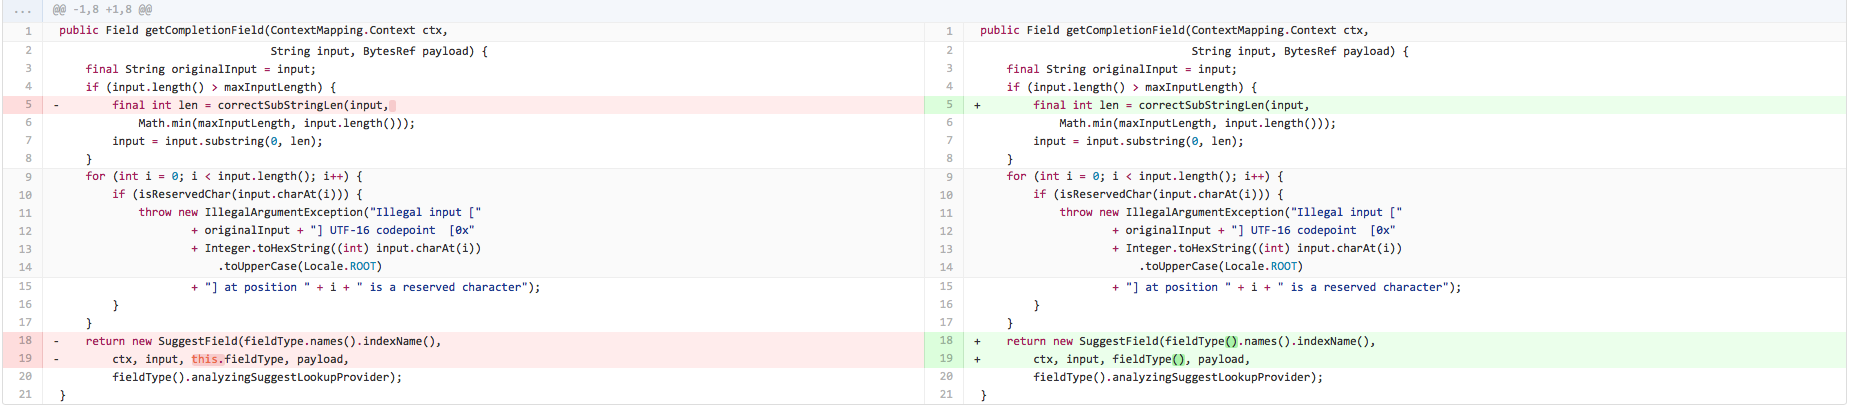 ... @@ -1,8 +1,8 @@
1 public Field getCompletionField(ContextMapping.Context ctx,
2 String input, BytesRef payload) {
3 final String originalInput = input;
4 if (input.length() > maxInputLength) {
5 - final int len = correctSubStringLen(input,
6 Math.min(maxInputLength, input.length()));
7 input = input.substring(0, len);
8 }
9 for (int i = 0; i < input.length(); i++) {
10 if (isReservedChar(input.charAt(i))) {
11 throw new IllegalArgumentException("Illegal input ["
12 + originalInput + "] UTF-16 codepoint  [0x"
13 + Integer.toHexString((int) input.charAt(i))
14 .toUpperCase(Locale.ROOT)
15 + "] at position " + i + " is a reserved character");
16 }
17 }
18 - return new SuggestField(fieldType.names().indexName(),
19 - ctx, input, this.fieldType, payload,
20 fieldType().analyzingSuggestLookupProvider);
21 }
1 public Field getCompletionField(ContextMapping.Context ctx,
2 String input, BytesRef payload) {
3 final String originalInput = input;
4 if (input.length() > maxInputLength) {
5 + final int len = correctSubStringLen(input,
6 Math.min(maxInputLength, input.length()));
7 input = input.substring(0, len);
8 }
9 for (int i = 0; i < input.length(); i++) {
10 if (isReservedChar(input.charAt(i))) {
11 throw new IllegalArgumentException("Illegal input ["
12 + originalInput + "] UTF-16 codepoint  [0x"
13 + Integer.toHexString((int) input.charAt(i))
14 .toUpperCase(Locale.ROOT)
15 + "] at position " + i + " is a reserved character");
16 }
17 }
18 + return new SuggestField(fieldType().names().indexName(),
19 + ctx, input, fieldType(), payload,
20 fieldType().analyzingSuggestLookupProvider);
21 }